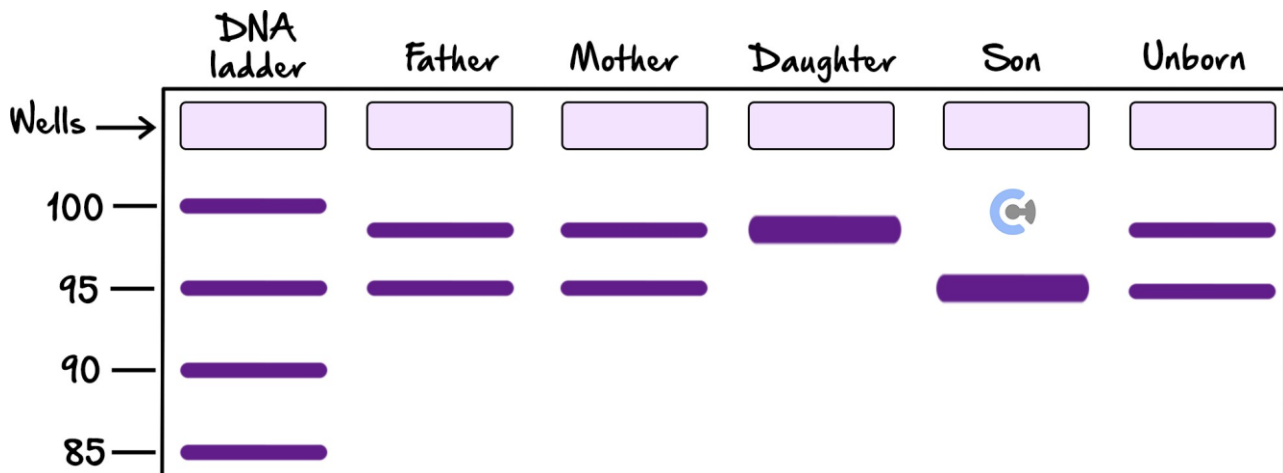 DNA
ladder
Father
Mother
Daughter
Son
Unborn
Wells
100
95
90
85